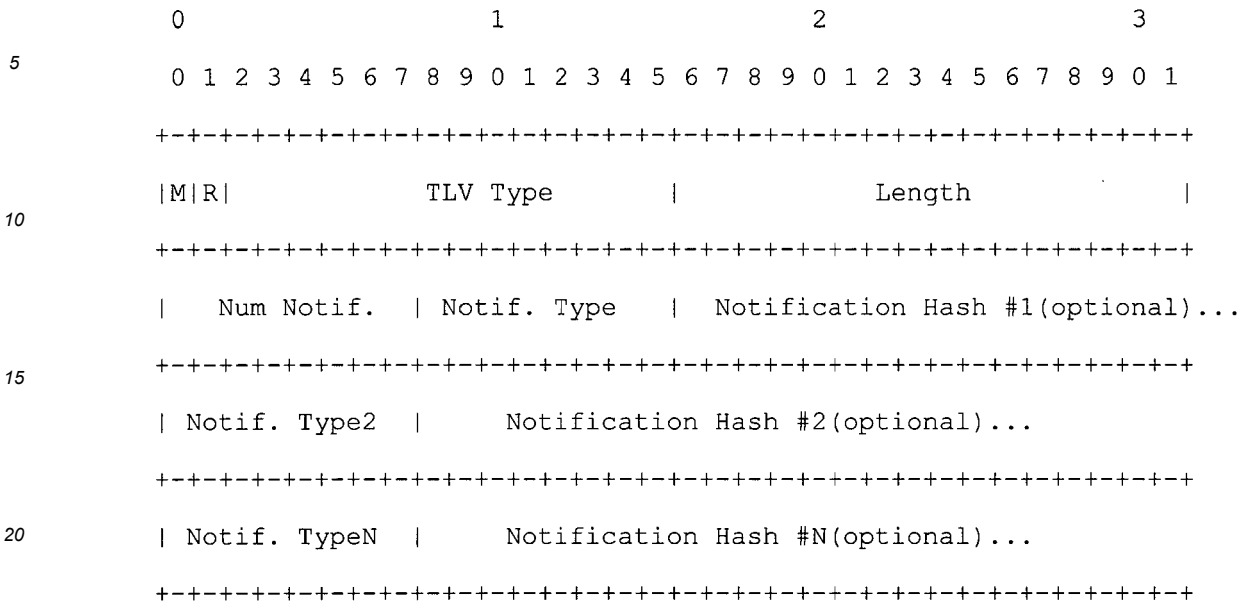 0 1 2 3
5
0 1 2 3 4 5 6 7 8 9 0 1 2 3 4 5 6 7 8 9 0 1 2 3 4 5 6 7 8 9 0 1
+-+-+-+-+-+-+-+-+-+-+-+-+-+-+-+-+-+-+-+-+-+-+-+-+-+-+-+-+-+-+-+-+
|M|R| TLV Type | Length |
10
+-+-+-+-+-+-+-+-+-+-+-+-+-+-+-+-+-+-+-+-+-+-+-+-+-+-+-+-+-+-+-+-+
| Num Notif. | Notif. Type | Notification Hash #1(optional)...
+-+-+-+-+-+-+-+-+-+-+-+-+-+-+-+-+-+-+-+-+-+-+-+-+-+-+-+-+-+-+-+-+
15
| Notif. Type2 | Notification Hash #2(optional)...
+-+-+-+-+-+-+-+-+-+-+-+-+-+-+-+-+-+-+-+-+-+-+-+-+-+-+-+-+-+-+-+-+
20 | Notif. TypeN | Notification Hash #N(optional)...
+-+-+-+-+-+-+-+-+-+-+-+-+-+-+-+-+-+-+-+-+-+-+-+-+-+-+-+-+-+-+-+-+